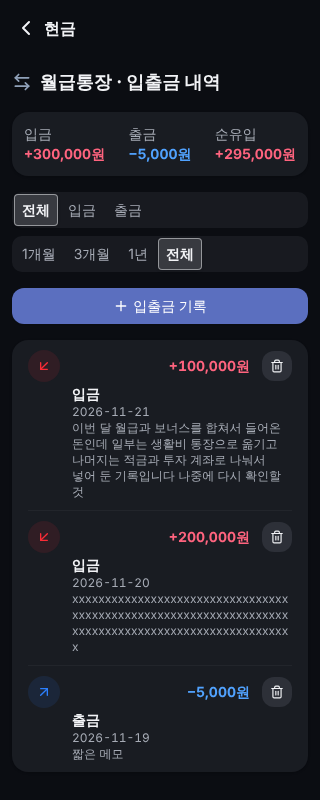 현금
월급통장 · 입출금 내역
입금 출금 순유입
+300,000원 −5,000원 +295,000원
전체 입금 출금
1개월 3개월 1년 전체
+ 입출금 기록
+100,000원
입금
2026-11-21
이번 달 월급과 보너스를 합쳐서 들어온
돈인데 일부는 생활비 통장으로 옮기고
나머지는 적금과 투자 계좌로 나눠서
넣어 둔 기록입니다 나중에 다시 확인할
것
+200,000원
입금
2026-11-20
xxxxxxxxxxxxxxxxxxxxxxxxxxxxxxxxx
xxxxxxxxxxxxxxxxxxxxxxxxxxxxxxxxx
xxxxxxxxxxxxxxxxxxxxxxxxxxxxxxxxx
x
−5,000원
출금
2026-11-19
짧은 메모